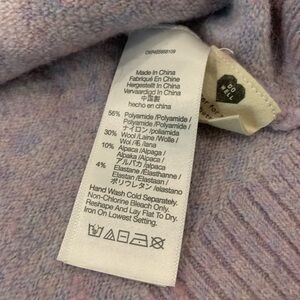 Made In China
Fabriqué En Chine
Hergestellt In China
Vervaardigd In China
中国製
hecho en china
56% Polyamide/Polyamide/
Polyamid/Polyamide/
ナイロン/poliamida
30% Wool/Laine/Wolle/
Wol/毛/lana
10% Alpaca/Alpaga/
Alpaka/Alpaca/
アルパカ/alpaca
4% Elastane/Elasthanne/
Elastan/Elastaan/
ポリウレタン/elastano
Hand Wash Cold Separately.
Non-Chlorine Bleach Only.
Reshape And Lay Flat To Dry.
Iron On Lowest Setting.
DO
WELL